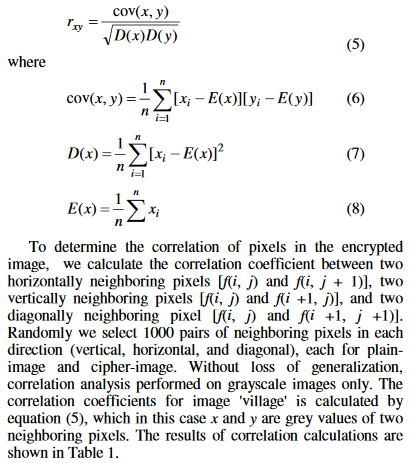 r_{xy} = \frac{cov(x, y)}{\sqrt{D(x)D(y)}} (5)
where
cov(x, y) = \frac{1}{n} \sum_{i=1}^{n} [x_i − E(x)][y_i − E(y)] (6)
D(x) = \frac{1}{n} \sum_{i=1}^{n} [x_i − E(x)]^2 (7)
E(x) = \frac{1}{n} \sum_{i=1}^{n} x_i (8)
To determine the correlation of pixels in the encrypted
image, we calculate the correlation coefficient between two
horizontally neighboring pixels [f(i, j) and f(i, j + 1)], two
vertically neighboring pixels [f(i, j) and f(i +1, j)], and two
diagonally neighboring pixel [f(i, j) and f(i +1, j +1)].
Randomly we select 1000 pairs of neighboring pixels in each
direction (vertical, horizontal, and diagonal), each for plain-
image and cipher-image. Without loss of generalization,
correlation analysis performed on grayscale images only. The
correlation coefficients for image 'village' is calculated by
equation (5), which in this case x and y are grey values of two
neighboring pixels. The results of correlation calculations are
shown in Table 1.